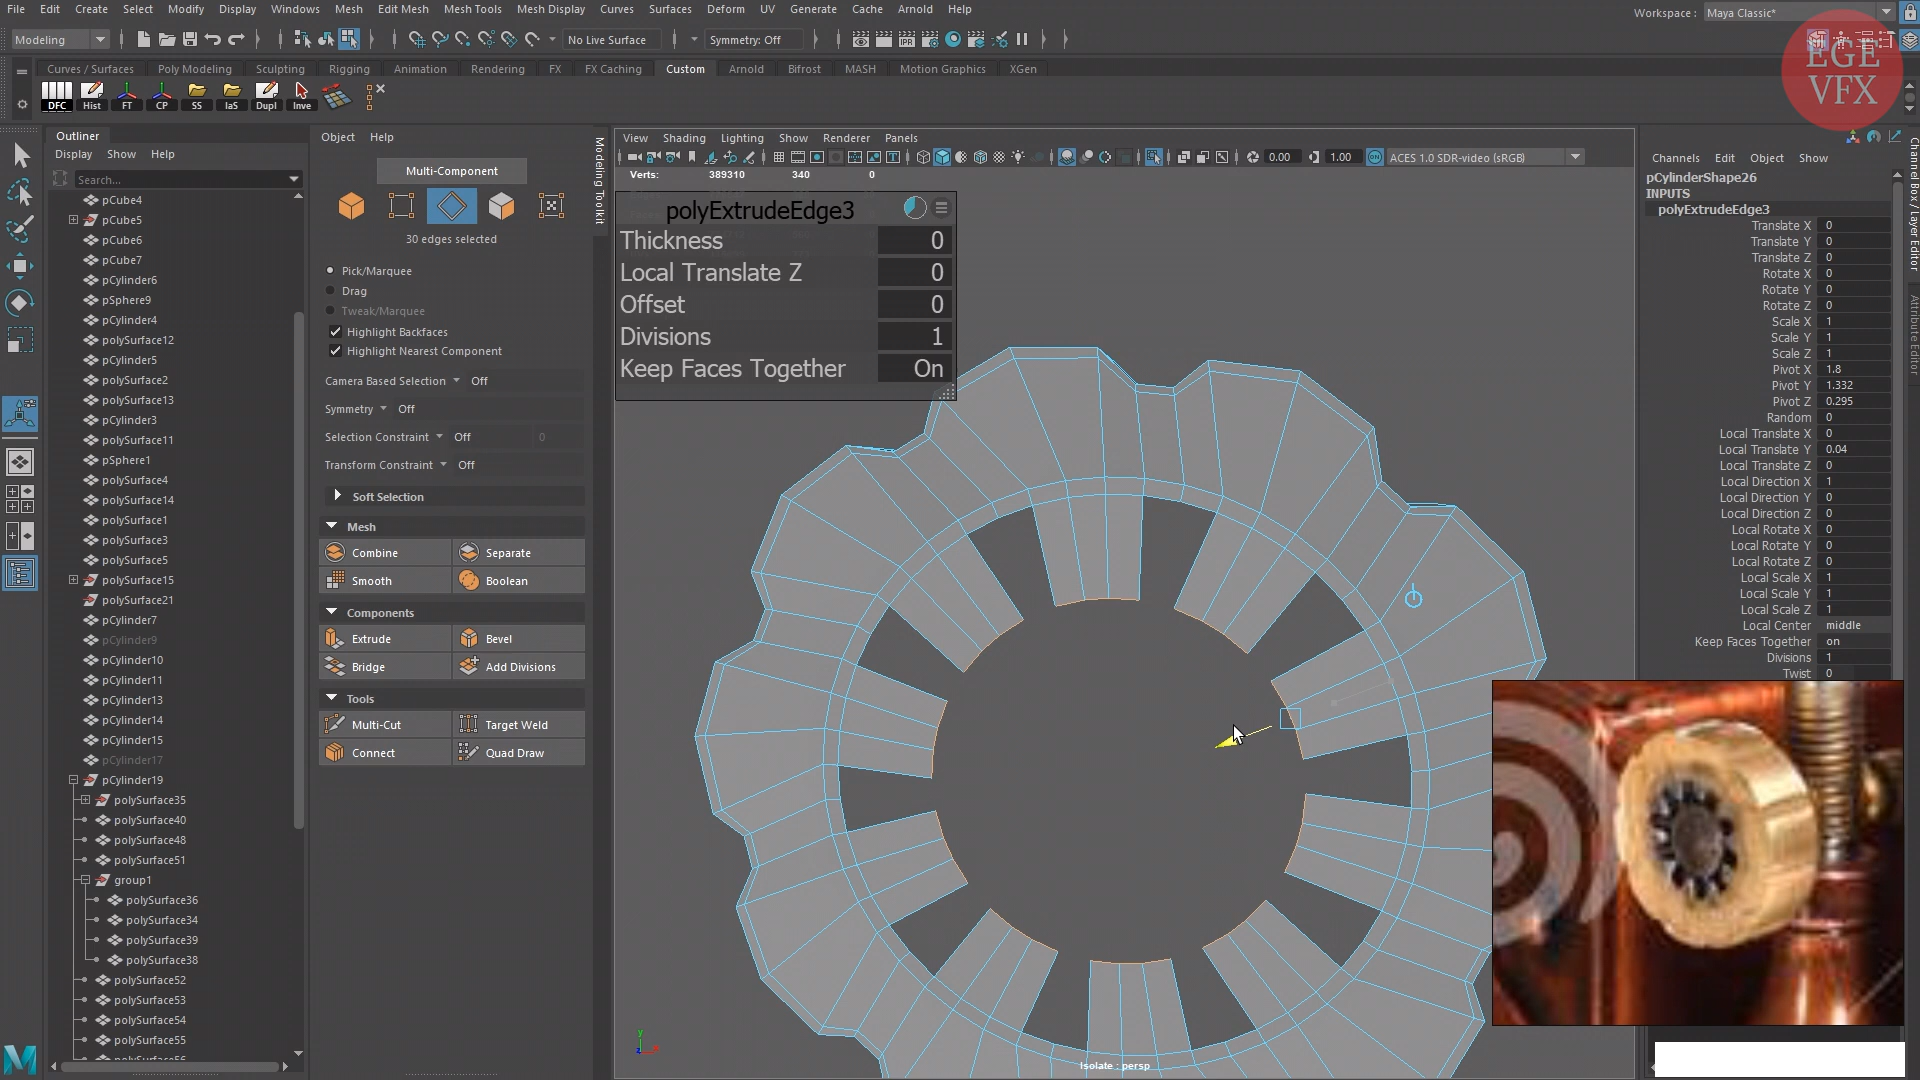 File Edit Create Select Modify Display Windows Mesh Edit Mesh Mesh Tools Mesh Display Curves Surfaces Deform UV Generate Cache Arnold Help
Workspace : Maya Classic*
Modeling
No Live Surface
Symmetry: Off
EGE
VFX
Curves / Surfaces Poly Modeling Sculpting Rigging Animation Rendering FX FX Caching Custom Arnold Bifrost MASH Motion Graphics XGen
DFC Hist FT CP SS IaS Dupl Inve
Outliner
Display Show Help
Search...
pCube4
pCube5
pCube6
pCube7
pCylinder6
pSphere9
pCylinder4
polySurface12
pCylinder5
polySurface2
polySurface13
pCylinder3
polySurface11
pSphere1
polySurface4
polySurface14
polySurface1
polySurface3
polySurface5
polySurface15
polySurface21
pCylinder7
pCylinder9
pCylinder10
pCylinder11
pCylinder13
pCylinder14
pCylinder15
pCylinder17
pCylinder19
polySurface35
polySurface40
polySurface48
polySurface51
group1
polySurface36
polySurface34
polySurface39
polySurface38
polySurface52
polySurface53
polySurface54
polySurface55
Object Help
Multi-Component
30 edges selected
Pick/Marquee
Drag
Tweak/Marquee
Highlight Backfaces
Highlight Nearest Component
Camera Based Selection Off
Symmetry Off
Selection Constraint Off 0
Transform Constraint Off
Soft Selection
Mesh
Combine Separate
Smooth Boolean
Components
Extrude Bevel
Bridge Add Divisions
Tools
Multi-Cut Target Weld
Connect Quad Draw
Modeling Toolkit
View Shading Lighting Show Renderer Panels
0.00 1.00 ACES 1.0 SDR-video (sRGB)
Verts: 389310 340 0
polyExtrudeEdge3
Thickness 0
Local Translate Z 0
Offset 0
Divisions 1
Keep Faces Together On
y
Isolate : persp
Channels Edit Object Show
pCylinderShape26
INPUTS
polyExtrudeEdge3
Translate X 0
Translate Y 0
Translate Z 0
Rotate X 0
Rotate Y 0
Rotate Z 0
Scale X 1
Scale Y 1
Scale Z 1
Pivot X 1.8
Pivot Y 1.332
Pivot Z 0.295
Random 0
Local Translate X 0
Local Translate Y 0.04
Local Translate Z 0
Local Direction X 1
Local Direction Y 0
Local Direction Z 0
Local Rotate X 0
Local Rotate Y 0
Local Rotate Z 0
Local Scale X 1
Local Scale Y 1
Local Scale Z 1
Local Center middle
Keep Faces Together on
Divisions 1
Twist 0
Channel Box / Layer Editor
Attribute Editor